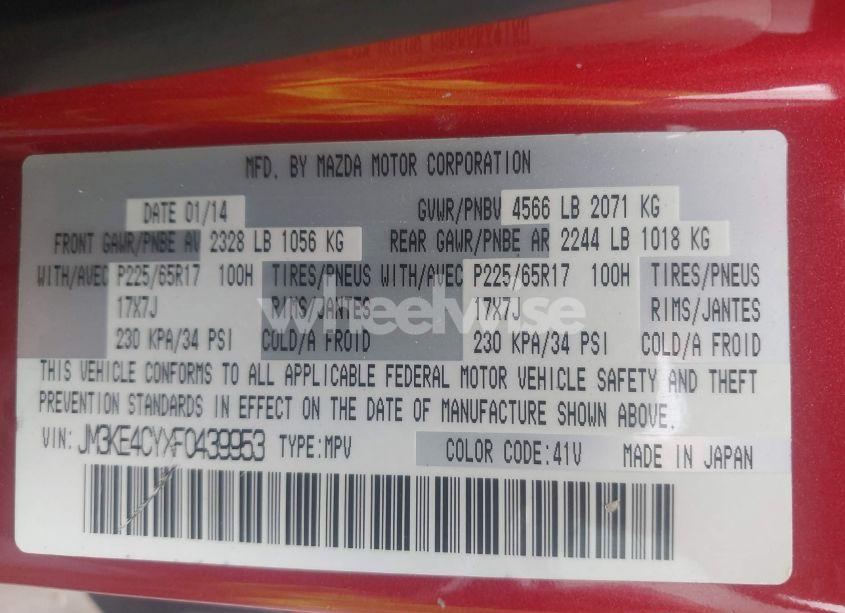 MFD. BY MAZDA MOTOR CORPORATION
DATE 01/14 GVWR/PNBV 4566 LB 2071 KG
FRONT GAWR/PNBE AV 2328 LB 1056 KG REAR GAWR/PNBE AR 2244 LB 1018 KG
WITH/AVEC P225/65R17 100H TIRES/PNEUS WITH/AVEC P225/65R17 100H TIRES/PNEUS
17X7J RIMS/JANTES 17X7J RIMS/JANTES
wheelwise
230 KPA/34 PSI COLD/A FROID 230 KPA/34 PSI COLD/A FROID
THIS VEHICLE CONFORMS TO ALL APPLICABLE FEDERAL MOTOR VEHICLE SAFETY AND THEFT
PREVENTION STANDARDS IN EFFECT ON THE DATE OF MANUFACTURE SHOWN ABOVE.
VIN: JM3KE4CYXF0439953 TYPE:MPV COLOR CODE:41V MADE IN JAPAN